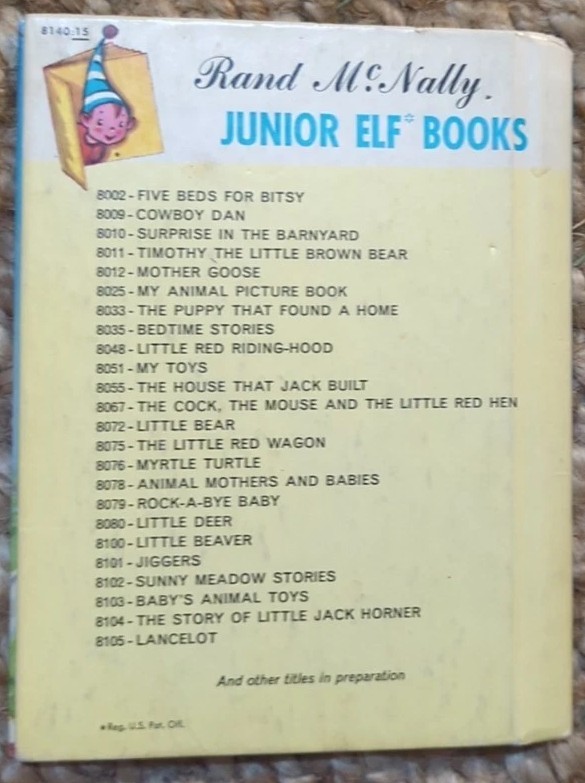 8140:15
Rand McNally
JUNIOR ELF* BOOKS
8002-FIVE BEDS FOR BITSY
8009-COWBOY DAN
8010-SURPRISE IN THE BARNYARD
8011-TIMOTHY THE LITTLE BROWN BEAR
8012-MOTHER GOOSE
8025-MY ANIMAL PICTURE BOOK
8033-THE PUPPY THAT FOUND A HOME
8035-BEDTIME STORIES
8048-LITTLE RED RIDING-HOOD
8051-MY TOYS
8055-THE HOUSE THAT JACK BUILT
8067-THE COCK, THE MOUSE AND THE LITTLE RED HEN
8072-LITTLE BEAR
8075-THE LITTLE RED WAGON
8076-MYRTLE TURTLE
8078-ANIMAL MOTHERS AND BABIES
8079-ROCK-A-BYE BABY
8080-LITTLE DEER
8100-LITTLE BEAVER
8101-JIGGERS
8102-SUNNY MEADOW STORIES
8103-BABY'S ANIMAL TOYS
8104-THE STORY OF LITTLE JACK HORNER
8105-LANCELOT
And other titles in preparation
*Reg. U.S. Pat. Off.